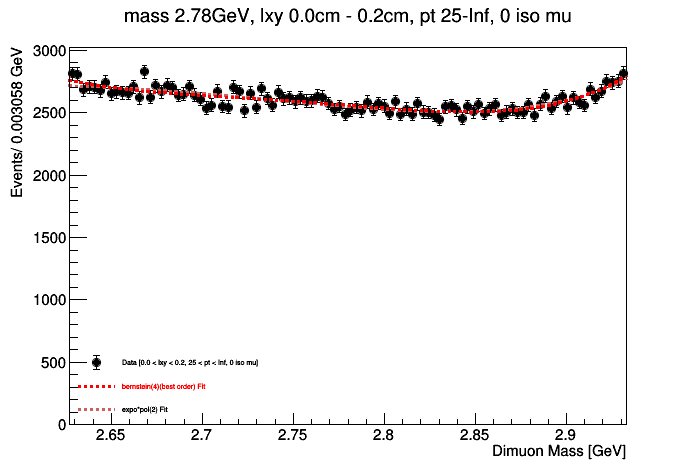 mass 2.78GeV, lxy 0.0cm - 0.2cm, pt 25-Inf, 0 iso mu
Events/ 0.003058 GeV
3000
2500
2000
1500
1000
500
0
Data [0.0 < lxy < 0.2, 25 < pt < Inf, 0 iso mu]
bernstein(4)(best order) Fit
expo*pol(2) Fit
2.65 2.7 2.75 2.8 2.85 2.9
Dimuon Mass [GeV]